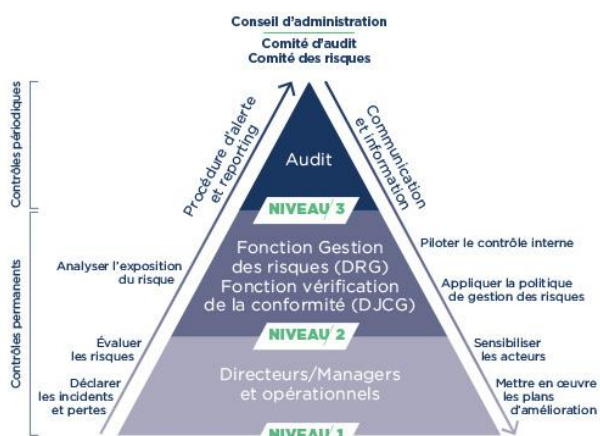 Conseil d'administration
Comité d'audit
Comité des risques
Contrôles périodiques
Procédure d'alerte
et reporting
Communication
et information
Audit
NIVEAU 3
Contrôles permanents
Fonction Gestion
des risques (DRG)
Fonction vérification
de la conformité (DJCG)
Analyser l'exposition
du risque
Piloter le contrôle interne
Appliquer la politique
de gestion des risques
NIVEAU 2
Évaluer
les risques
Sensibiliser
les acteurs
Directeurs/Managers
et opérationnels
Déclarer
les incidents
et pertes
Mettre en œuvre
les plans
d'amélioration
NIVEAU 1